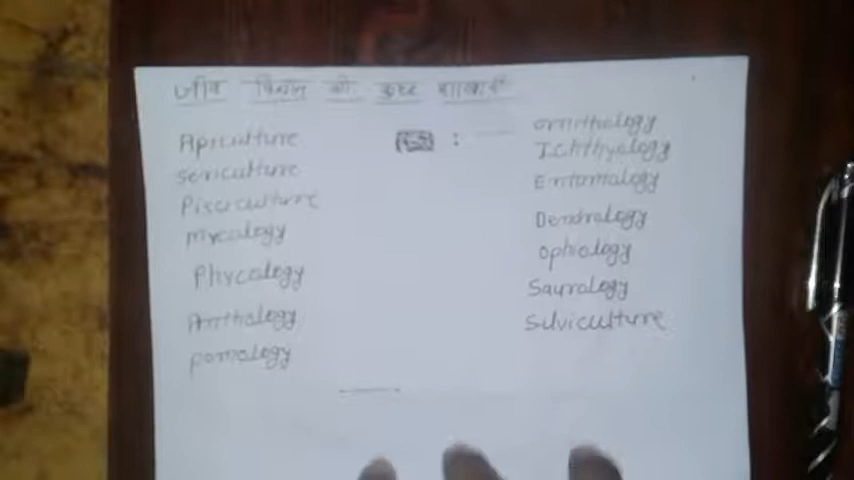 जीव विज्ञान की कुछ शाखाएँ
Apiculture
Sericulture
Pisciculture
Mycology
Phycology
Anthology
pomology
:
ornithology
Ichthyology
Entomology
Dendrology
Ophiology
Saurology
Silviculture